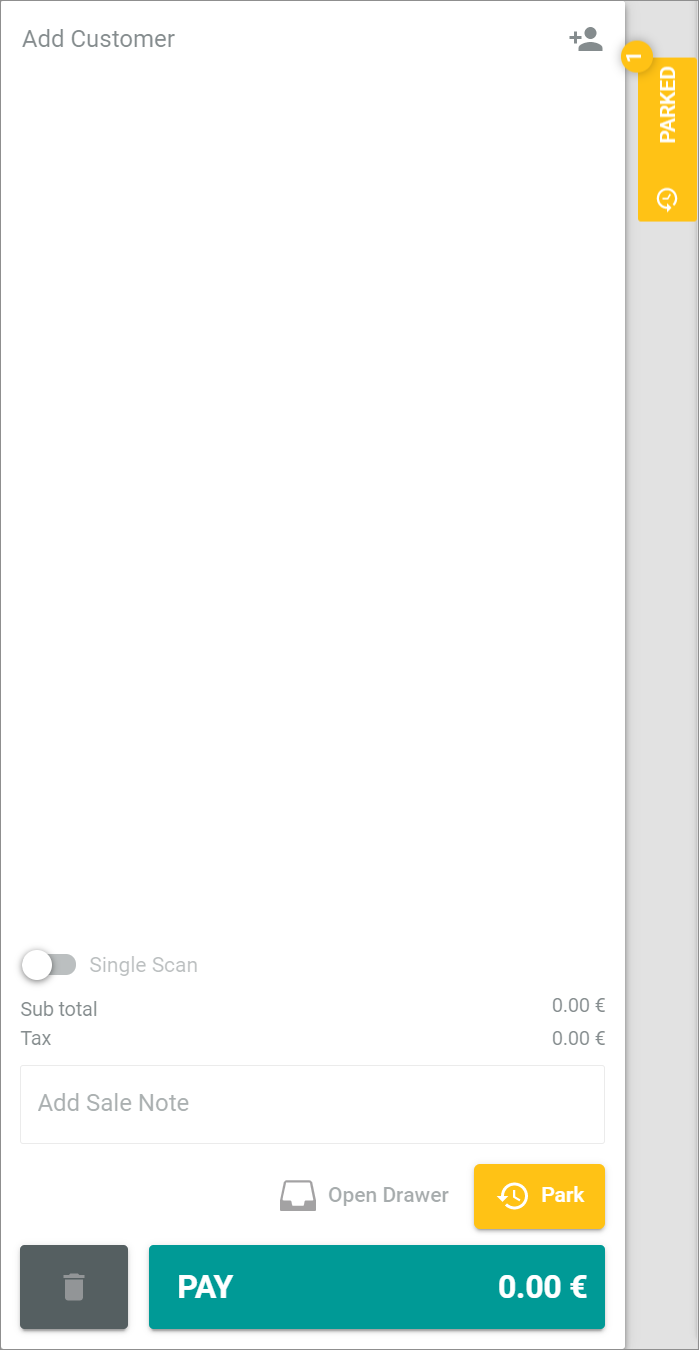 Add Customer
1
PARKED
Single Scan
Sub total 0.00 €
Tax 0.00 €
Add Sale Note
Open Drawer Park
PAY 0.00 €